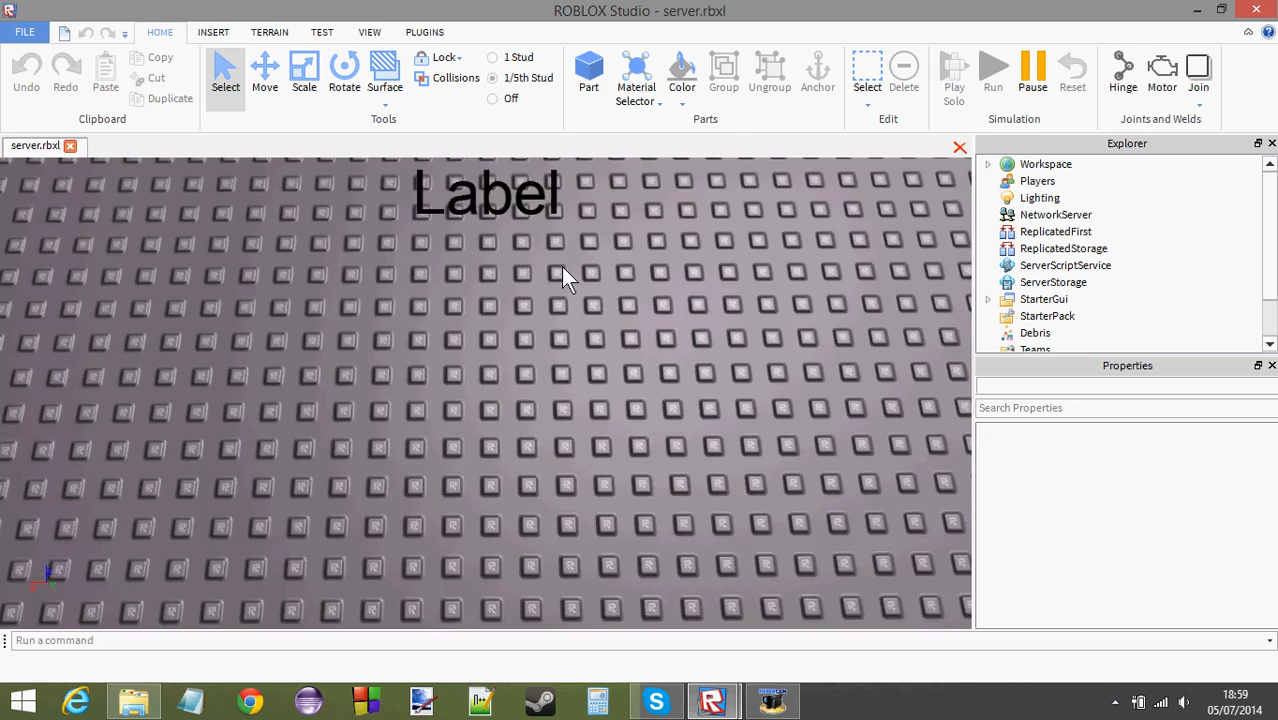 ROBLOX Studio - server.rbxl
FILE HOME INSERT TERRAIN TEST VIEW PLUGINS
Undo Redo Paste Copy Cut Duplicate
Clipboard
Select Move Scale Rotate Surface Lock Collisions
Tools
1 Stud
1/5th Stud
Off
Part Material Selector Color Group Ungroup Anchor
Parts
Select Delete
Edit
Play Solo Run Pause Reset
Simulation
Hinge Motor Join
Joints and Welds
server.rbxl
Label
Explorer
Workspace
Players
Lighting
NetworkServer
ReplicatedFirst
ReplicatedStorage
ServerScriptService
ServerStorage
StarterGui
StarterPack
Debris
Teams
Properties
Search Properties
Run a command
18:59
05/07/2014